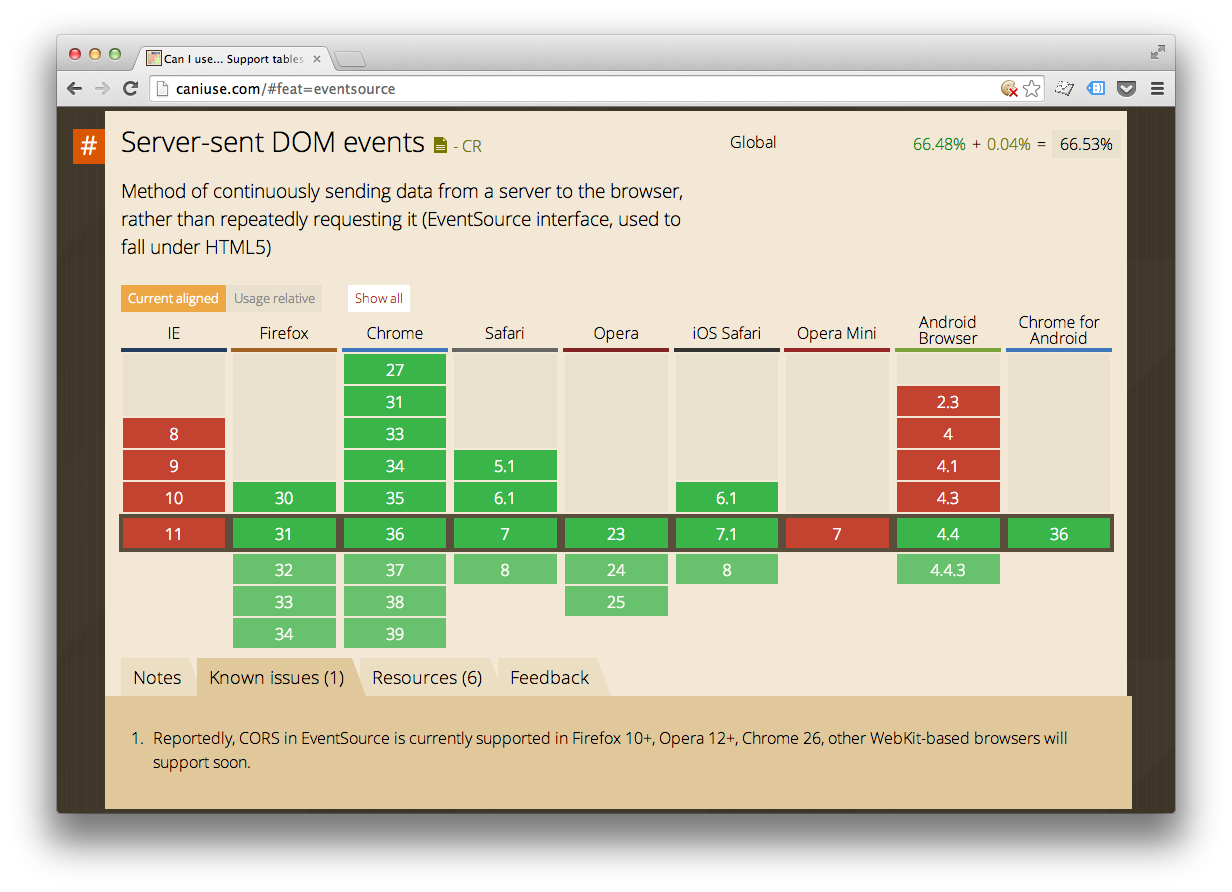 Can I use... Support tables
caniuse.com/#feat=eventsource
#
Server-sent DOM events - CR
Global
66.48% + 0.04% = 66.53%
Method of continuously sending data from a server to the browser,
rather than repeatedly requesting it (EventSource interface, used to
fall under HTML5)
Current aligned Usage relative Show all
IE Firefox Chrome Safari Opera iOS Safari Opera Mini Android Browser Chrome for Android
27
31 2.3
8 33 4
9 34 5.1 4.1
10 30 35 6.1 6.1 4.3
11 31 36 7 23 7.1 7 4.4 36
32 37 8 24 8 4.4.3
33 38 25
34 39
Notes Known issues (1) Resources (6) Feedback
1. Reportedly, CORS in EventSource is currently supported in Firefox 10+, Opera 12+, Chrome 26, other WebKit-based browsers will
support soon.